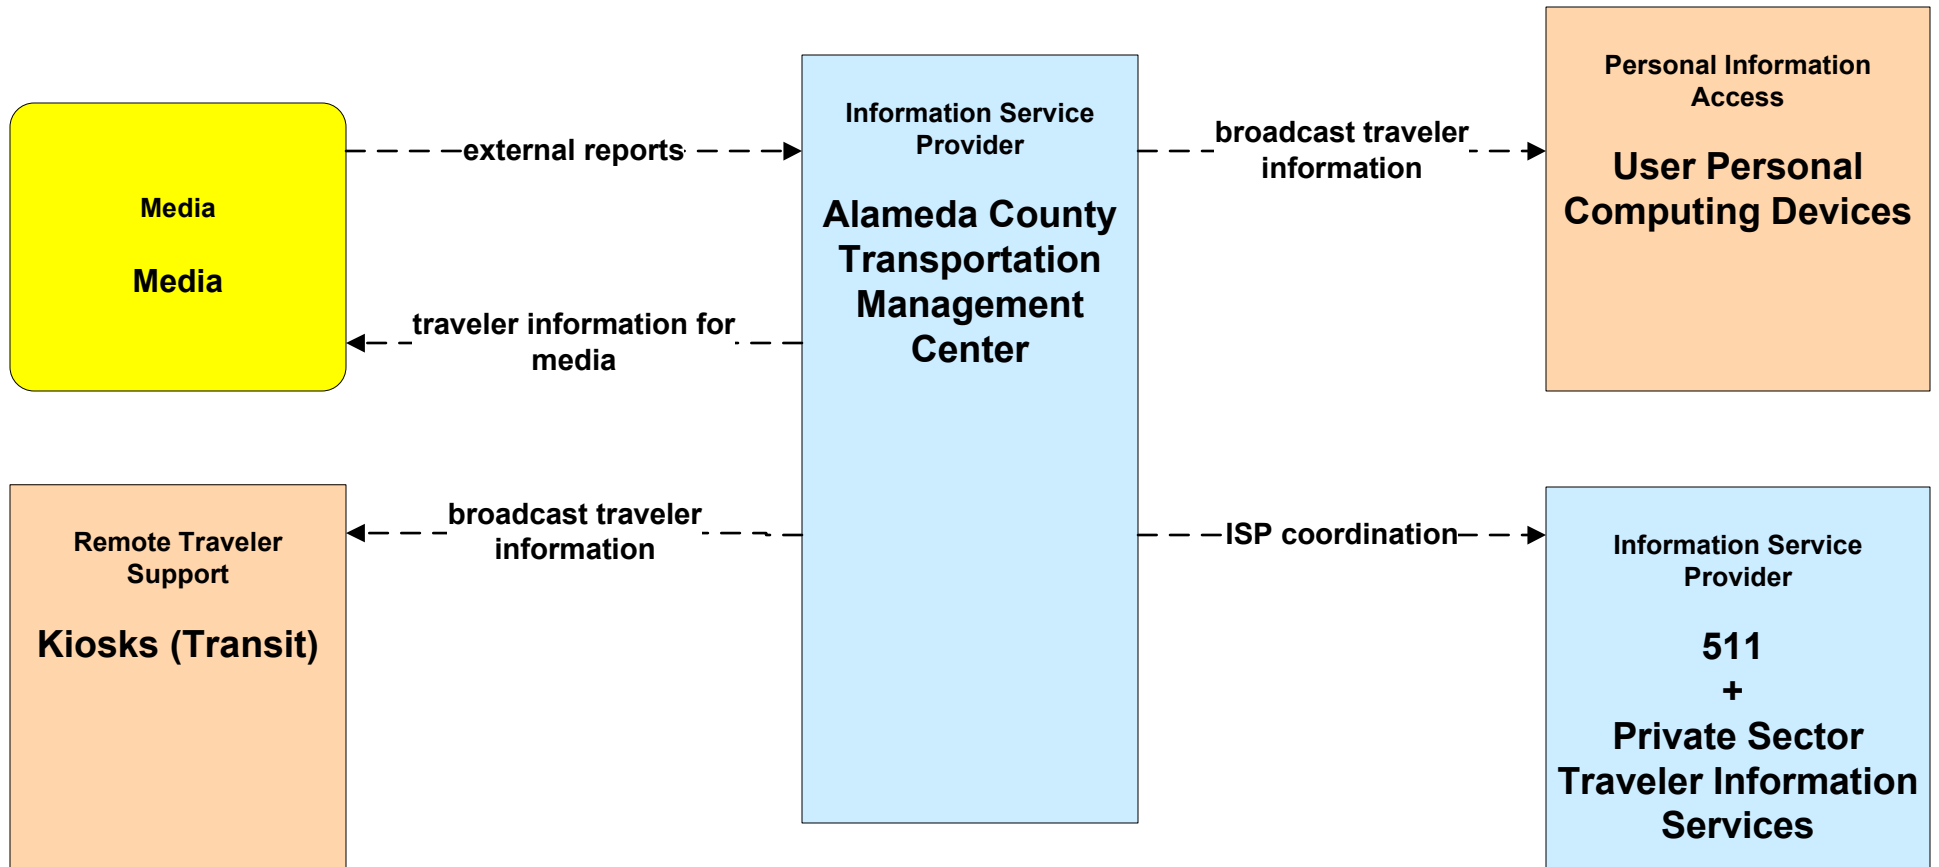 Media
Media
external reports
traveler information for
media
Information Service
Provider
Alameda County
Transportation
Management
Center
broadcast traveler
information
Personal Information
Access
User Personal
Computing Devices
Remote Traveler
Support
Kiosks (Transit)
broadcast traveler
information
ISP coordination
Information Service
Provider
511
+
Private Sector
Traveler Information
Services